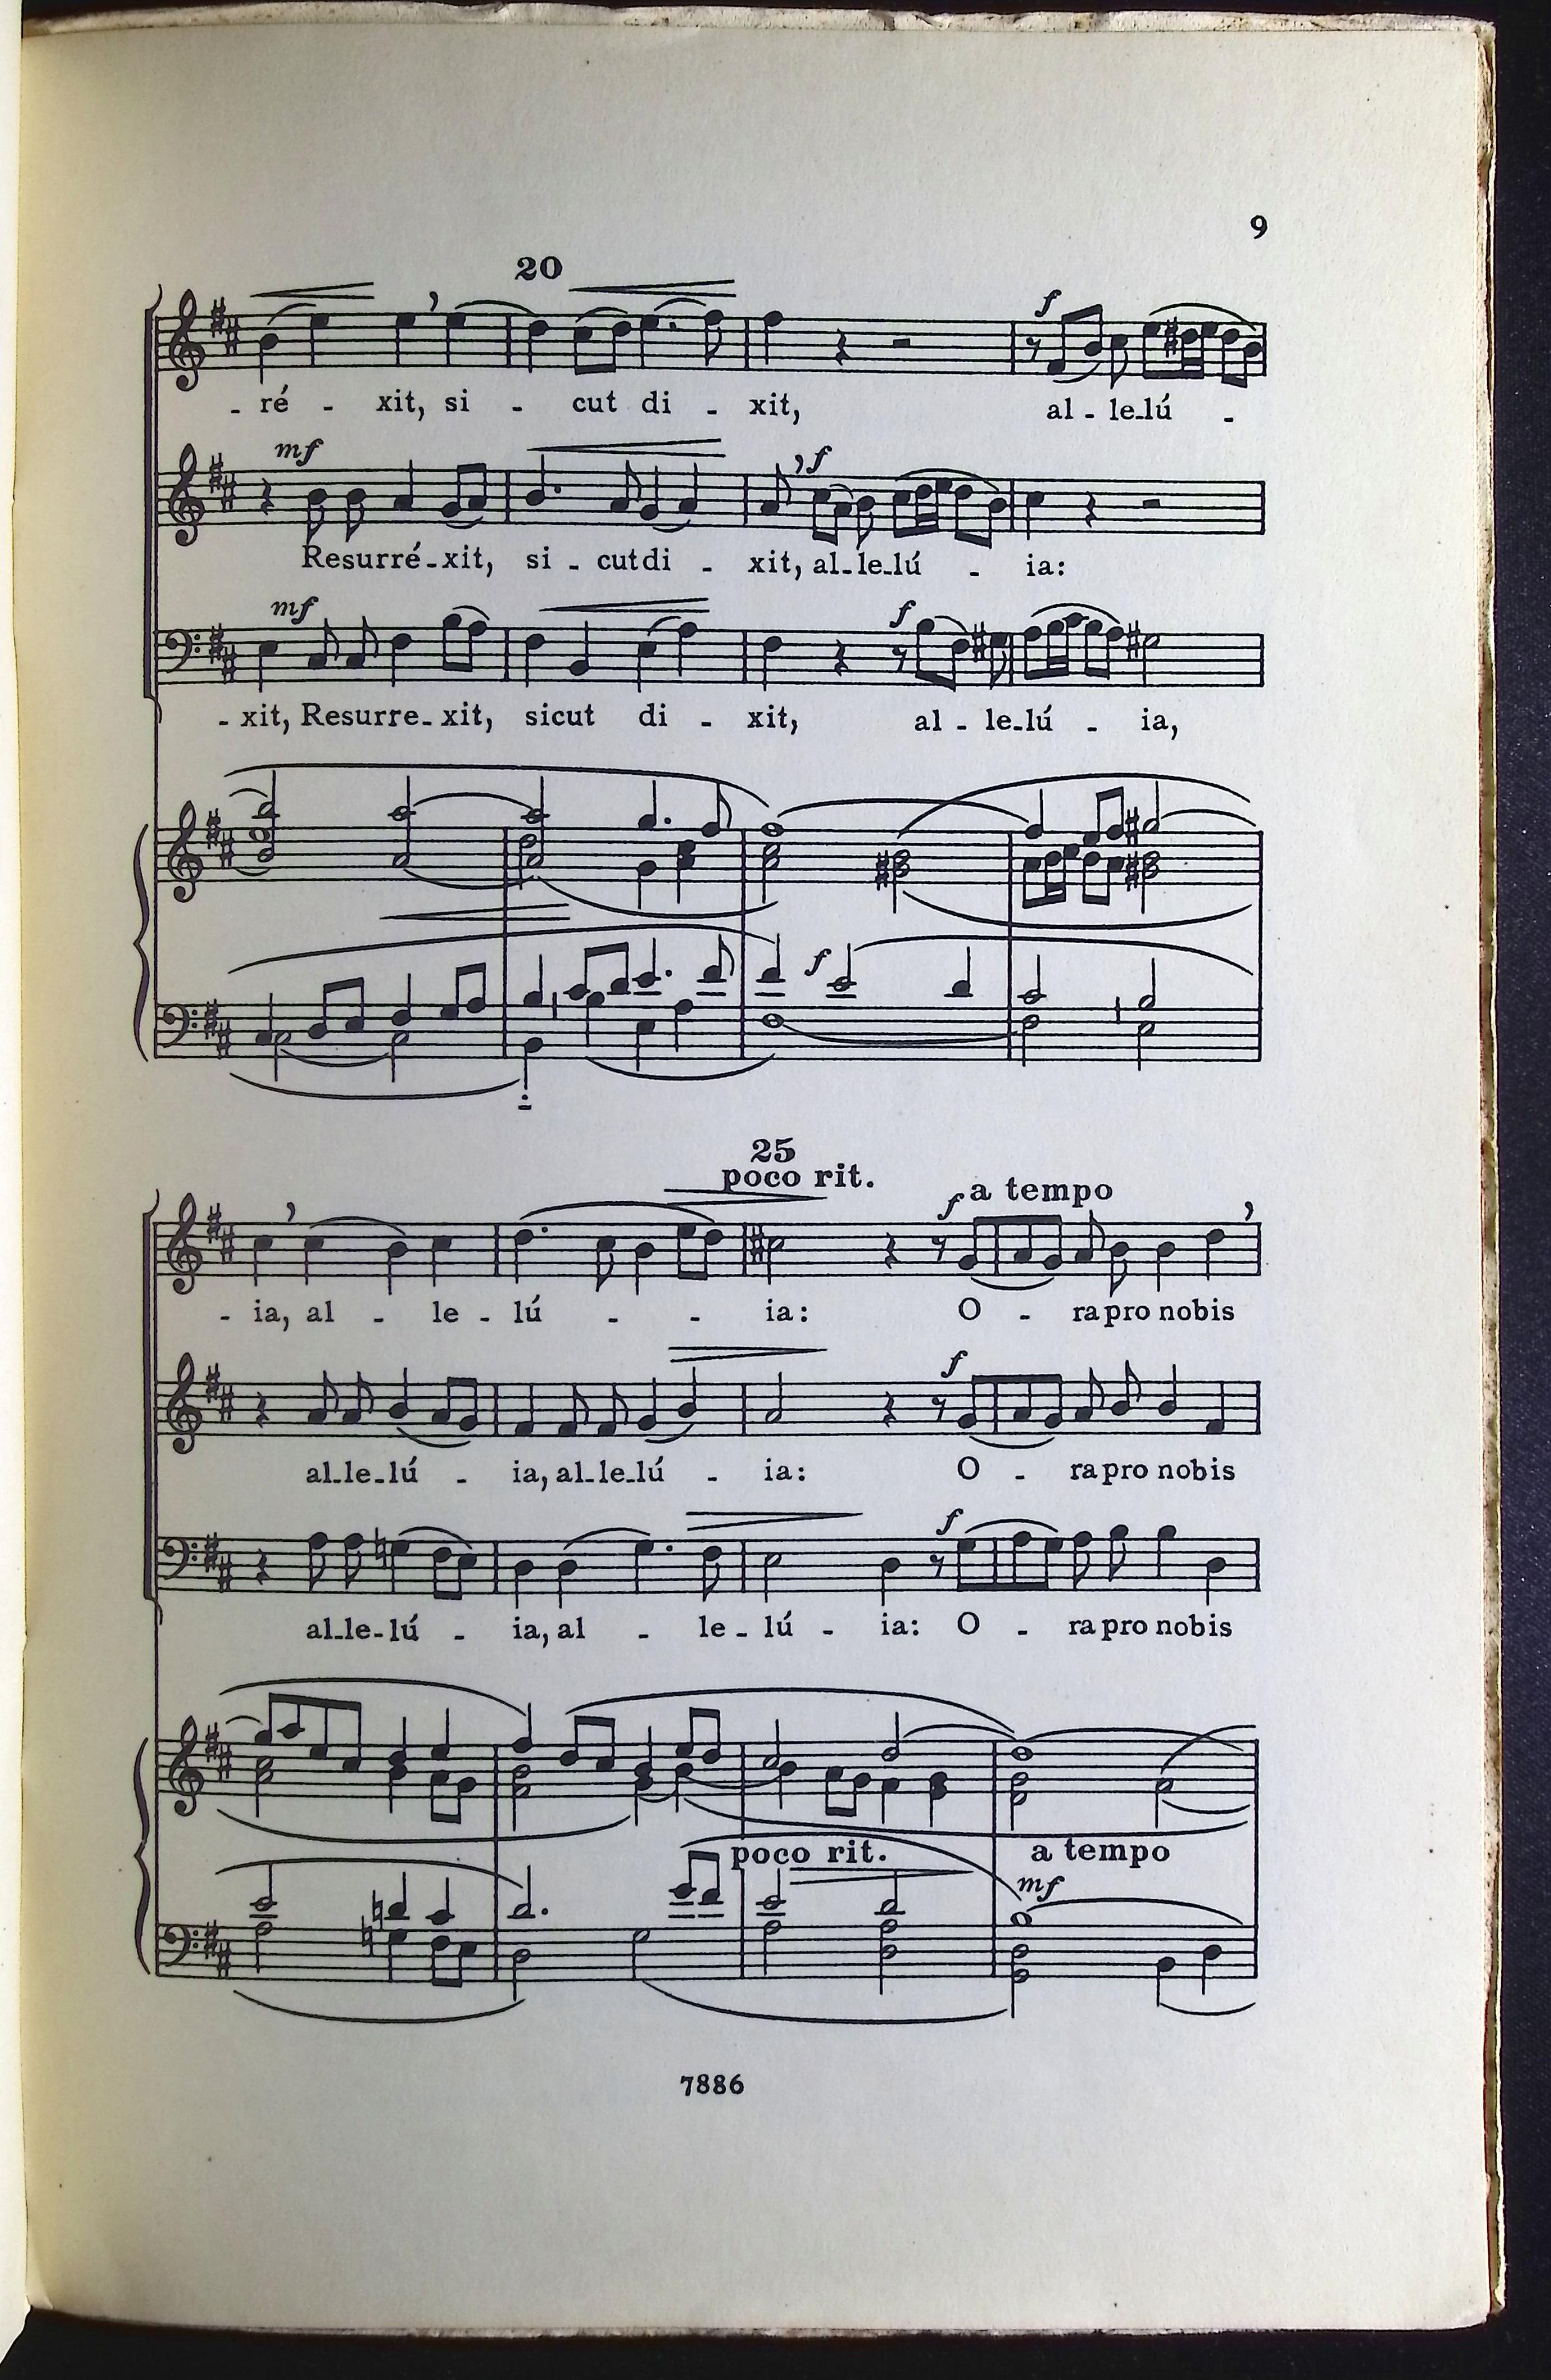 9
20
f
- ré - xit, si - cut di - xit, al - le-lú -
mf
f
Resurré-xit, si - cut di - xit, al-le-lú - ia:
mf
f
- xit, Resurre-xit, sicut di - xit, al - le-lú - ia,
f
25
poco rit.
f a tempo
- ia, al - le - lú - - ia: O - ra pro nobis
f
al-le-lú - ia, al-le-lú - ia: O - ra pro nobis
f
al-le-lú - ia, al - le - lú - ia: O - ra pro nobis
poco rit. a tempo
mf
7886